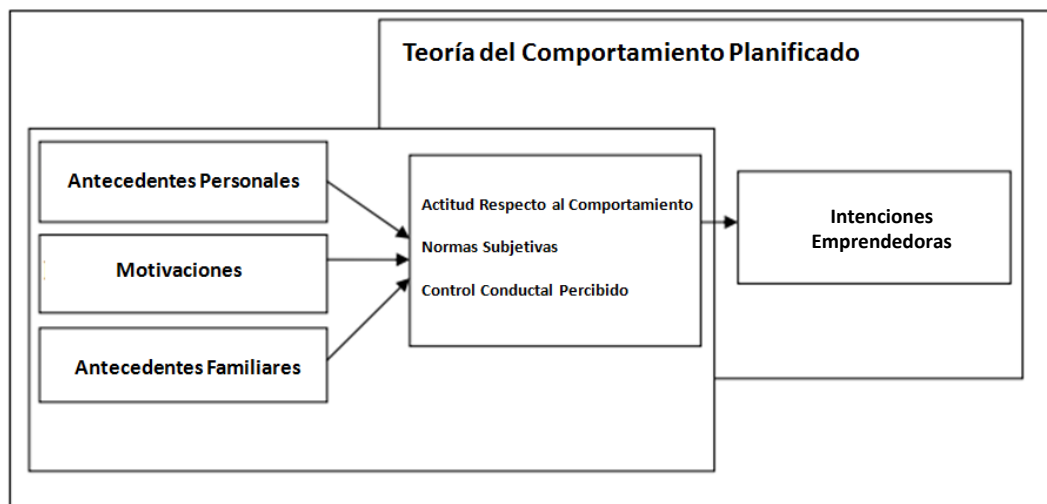 Teoría del Comportamiento Planificado
Antecedentes Personales
Motivaciones
Antecedentes Familiares
Actitud Respecto al Comportamiento
Normas Subjetivas
Control Conductal Percibido
Intenciones
Emprendedoras